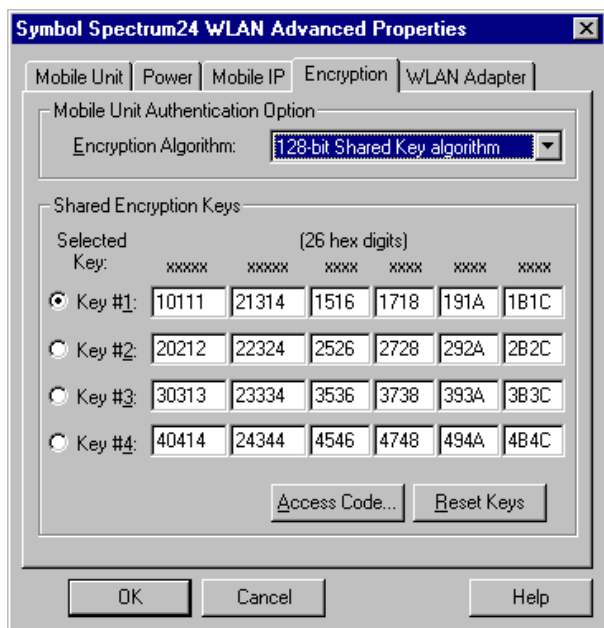 Symbol Spectrum24 WLAN Advanced Properties
Mobile Unit Power Mobile IP Encryption WLAN Adapter
Mobile Unit Authentication Option
Encryption Algorithm: 128-bit Shared Key algorithm
Shared Encryption Keys
Selected Key: (26 hex digits)
xxxxx xxxxx xxxx xxxx xxxx xxxx
Key #1: 10111 21314 1516 1718 191A 1B1C
Key #2: 20212 22324 2526 2728 292A 2B2C
Key #3: 30313 23334 3536 3738 393A 3B3C
Key #4: 40414 24344 4546 4748 494A 4B4C
Access Code... Reset Keys
OK Cancel Help